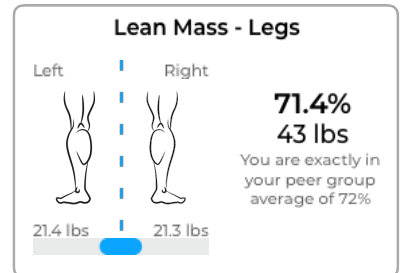 Lean Mass - Legs
Left Right
71.4%
43 lbs
You are exactly in
your peer group
average of 72%
21.4 lbs 21.3 lbs